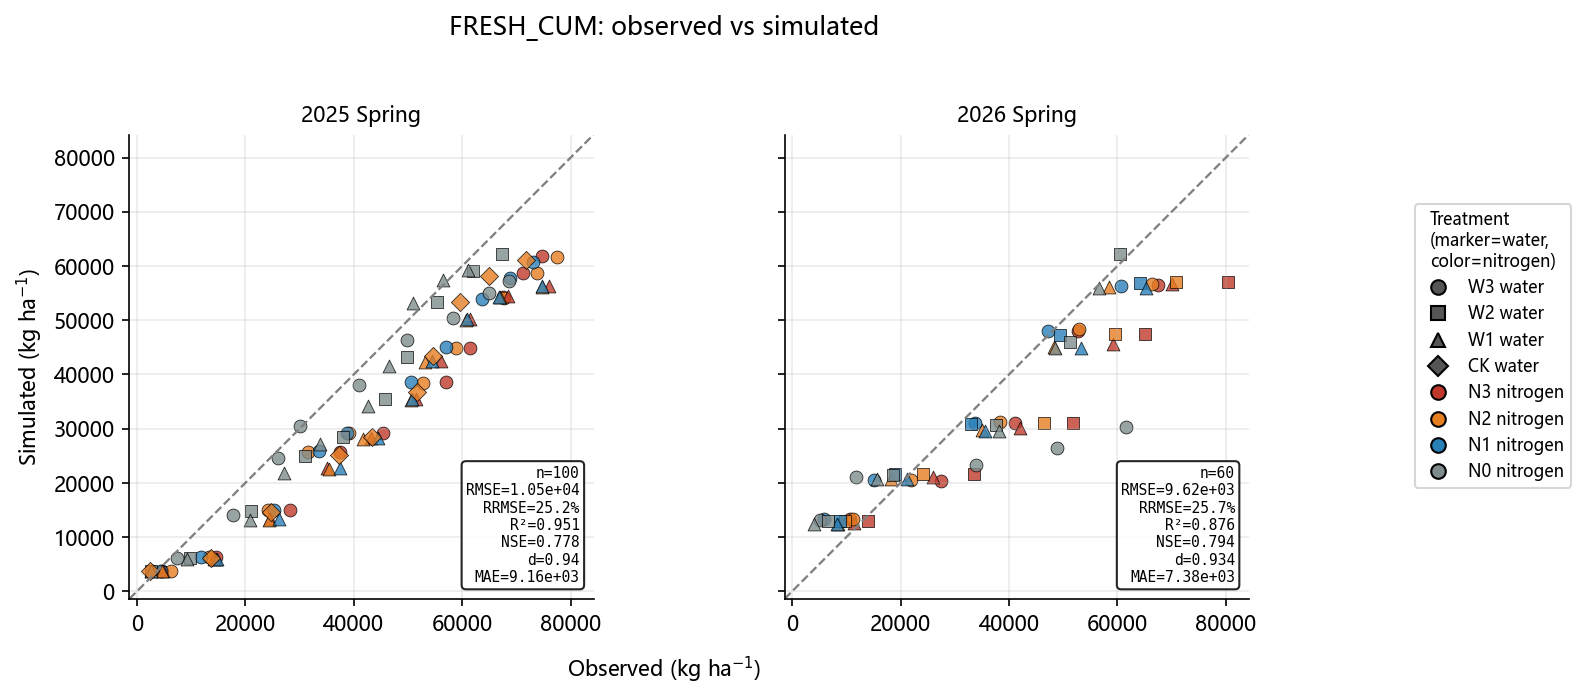 FRESH_CUM: observed vs simulated
2025 Spring
2026 Spring
Simulated (kg ha⁻¹)
80000
70000
60000
50000
40000
30000
20000
10000
0
0 20000 40000 60000 80000
n=100
RMSE=1.05e+04
RRMSE=25.2%
R²=0.951
NSE=0.778
d=0.94
MAE=9.16e+03
0 20000 40000 60000 80000
n=60
RMSE=9.62e+03
RRMSE=25.7%
R²=0.876
NSE=0.794
d=0.934
MAE=7.38e+03
Observed (kg ha⁻¹)
Treatment
(marker=water,
color=nitrogen)
W3 water
W2 water
W1 water
CK water
N3 nitrogen
N2 nitrogen
N1 nitrogen
N0 nitrogen